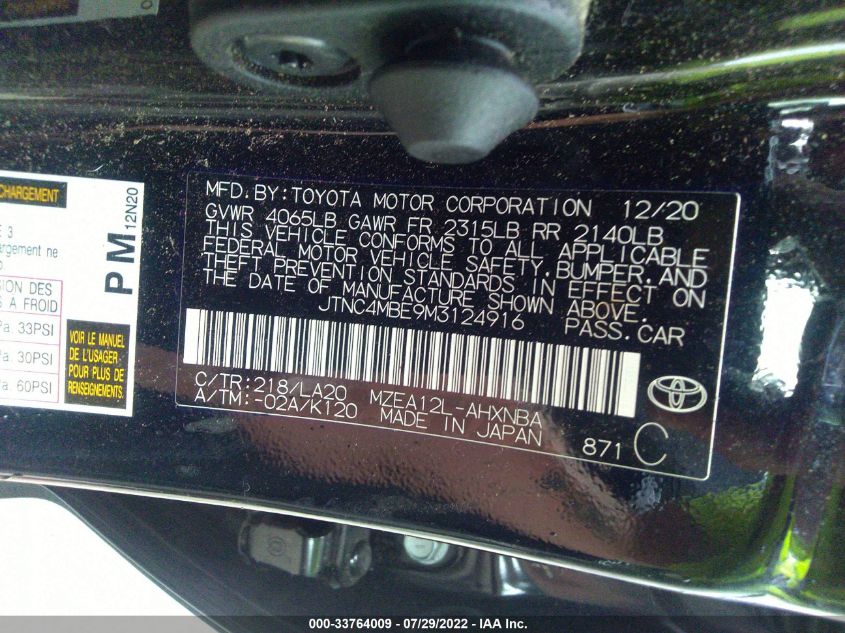 CHARGEMENT
E 3
argement ne
SION DES
S A FROID
Pa. 33PSI
Pa. 30PSI
Pa. 60PSI
PM
12N20
VOIR LE MANUEL
DE L'USAGER
POUR PLUS DE
RENSEIGNEMENTS.
MFD.BY:TOYOTA MOTOR CORPORATION 12/20
GVWR 4065LB GAWR FR 2315LB RR 2140LB
THIS VEHICLE CONFORMS TO ALL APPLICABLE
FEDERAL MOTOR VEHICLE SAFETY,BUMPER,AND
THEFT PREVENTION STANDARDS IN EFFECT ON
THE DATE OF MANUFACTURE SHOWN ABOVE.
JTNC4MBE9M3124916 PASS.CAR
C/TR:218/LA20 MZEA12L-AHXNBA
A/TM:-02A/K120 MADE IN JAPAN
871 C
000-33764009 / 07/29/2022 - IAA Inc.